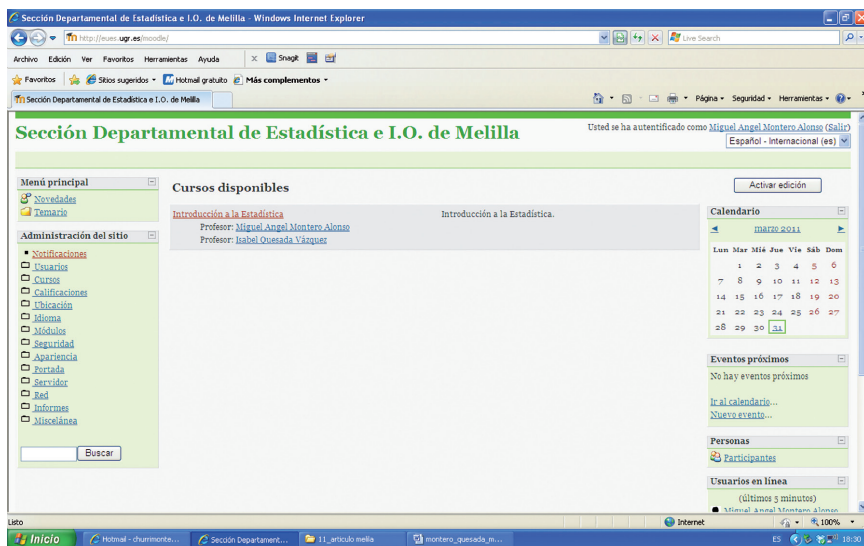 Sección Departamental de Estadística e I.O. de Melilla - Windows Internet Explorer
http://eues.ugr.es/moodle/
Live Search
Archivo Edición Ver Favoritos Herramientas Ayuda
x SnagIt
Favoritos Sitios sugeridos Hotmail gratuito Más complementos
Sección Departamental de Estadística e I.O. de Melilla
Página Seguridad Herramientas
Sección Departamental de Estadística e I.O. de Melilla
Usted se ha autentificado como Miguel Angel Montero Alonso (Salir)
Español - Internacional (es)
Menú principal
Novedades
Temario
Administración del sitio
Notificaciones
Usuarios
Cursos
Calificaciones
Ubicación
Idioma
Módulos
Seguridad
Apariencia
Portada
Servidor
Red
Informes
Miscelánea
Buscar
Cursos disponibles
Introducción a la Estadística
Profesor: Miguel Angel Montero Alonso
Profesor: Isabel Quesada Vázquez
Introducción a la Estadística.
Activar edición
Calendario
marzo 2011
Lun Mar Mié Jue Vie Sáb Dom
1 2 3 4 5 6
7 8 9 10 11 12 13
14 15 16 17 18 19 20
21 22 23 24 25 26 27
28 29 30 31
Eventos próximos
No hay eventos próximos
Ir al calendario...
Nuevo evento...
Personas
Participantes
Usuarios en línea
(últimos 5 minutos)
Miguel Angel Montero Alonso
Listo
Internet
100%
Inicio
Hotmail - churrimonte...
Sección Departament...
11_articulo melia
montero_quesada_m...
ES
18:30